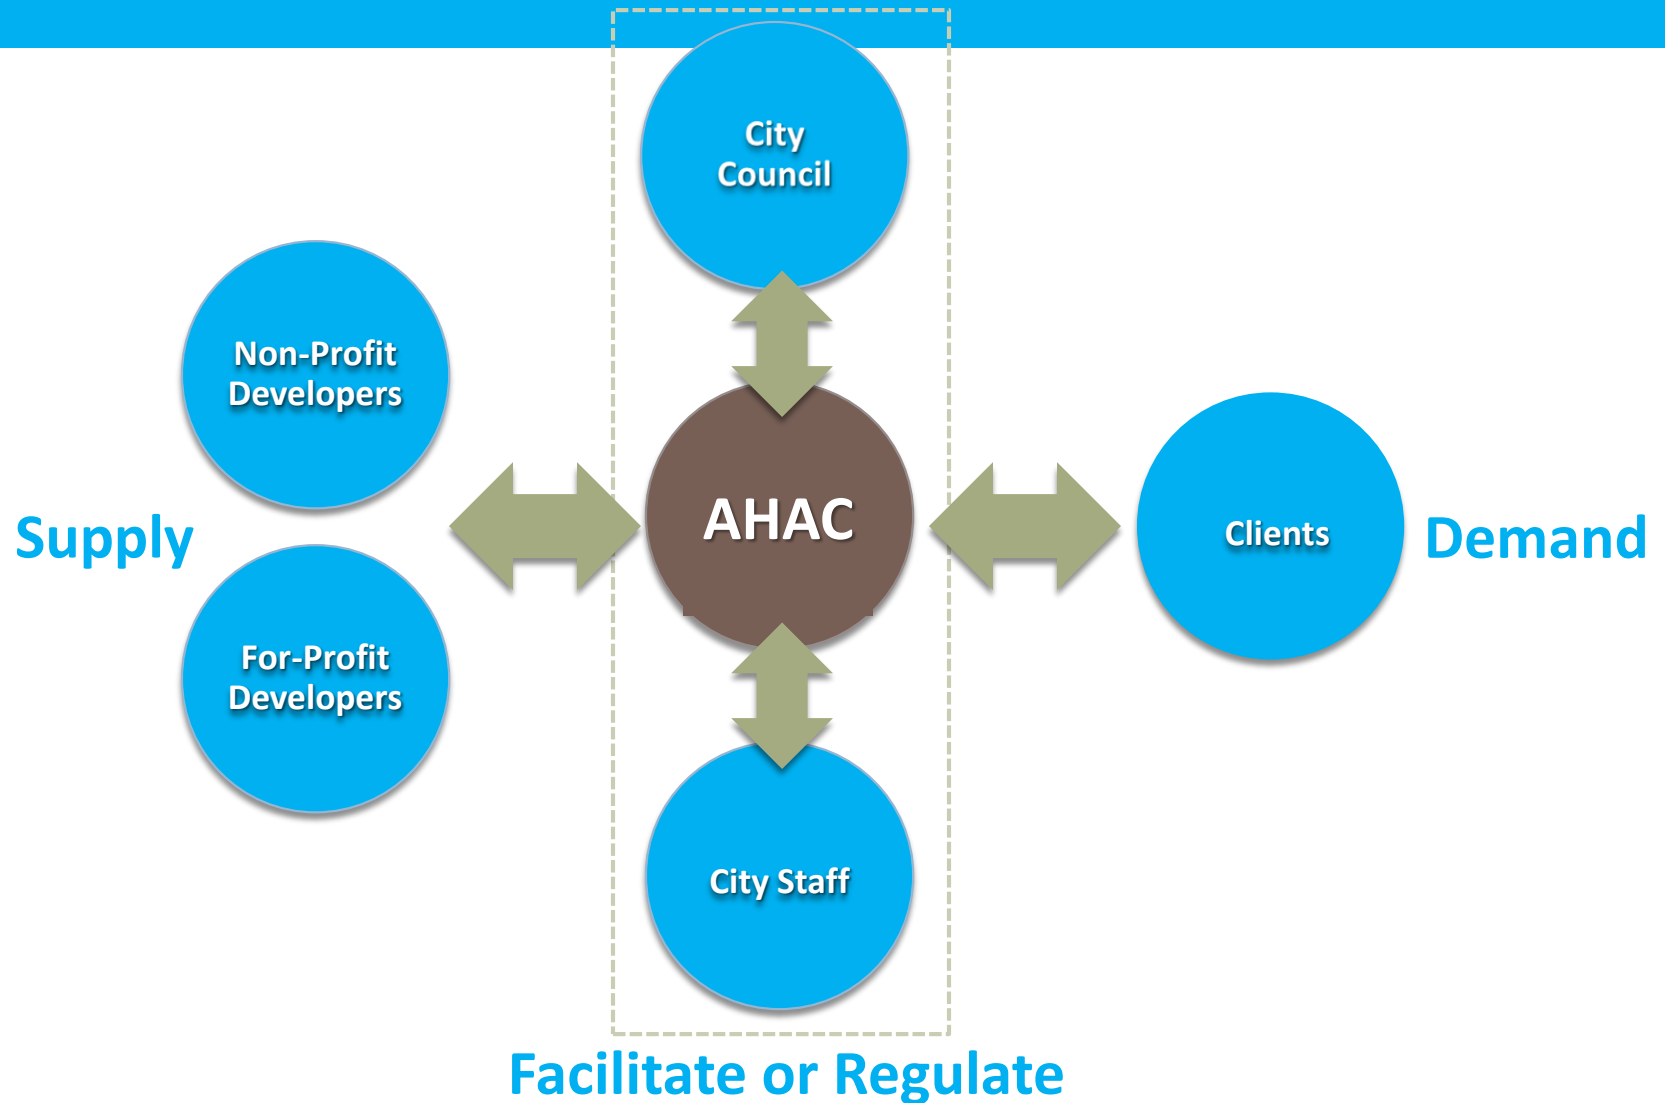 City
Council
Non-Profit
Developers
AHAC
Supply
Clients
Demand
For-Profit
Developers
City Staff
Facilitate or Regulate